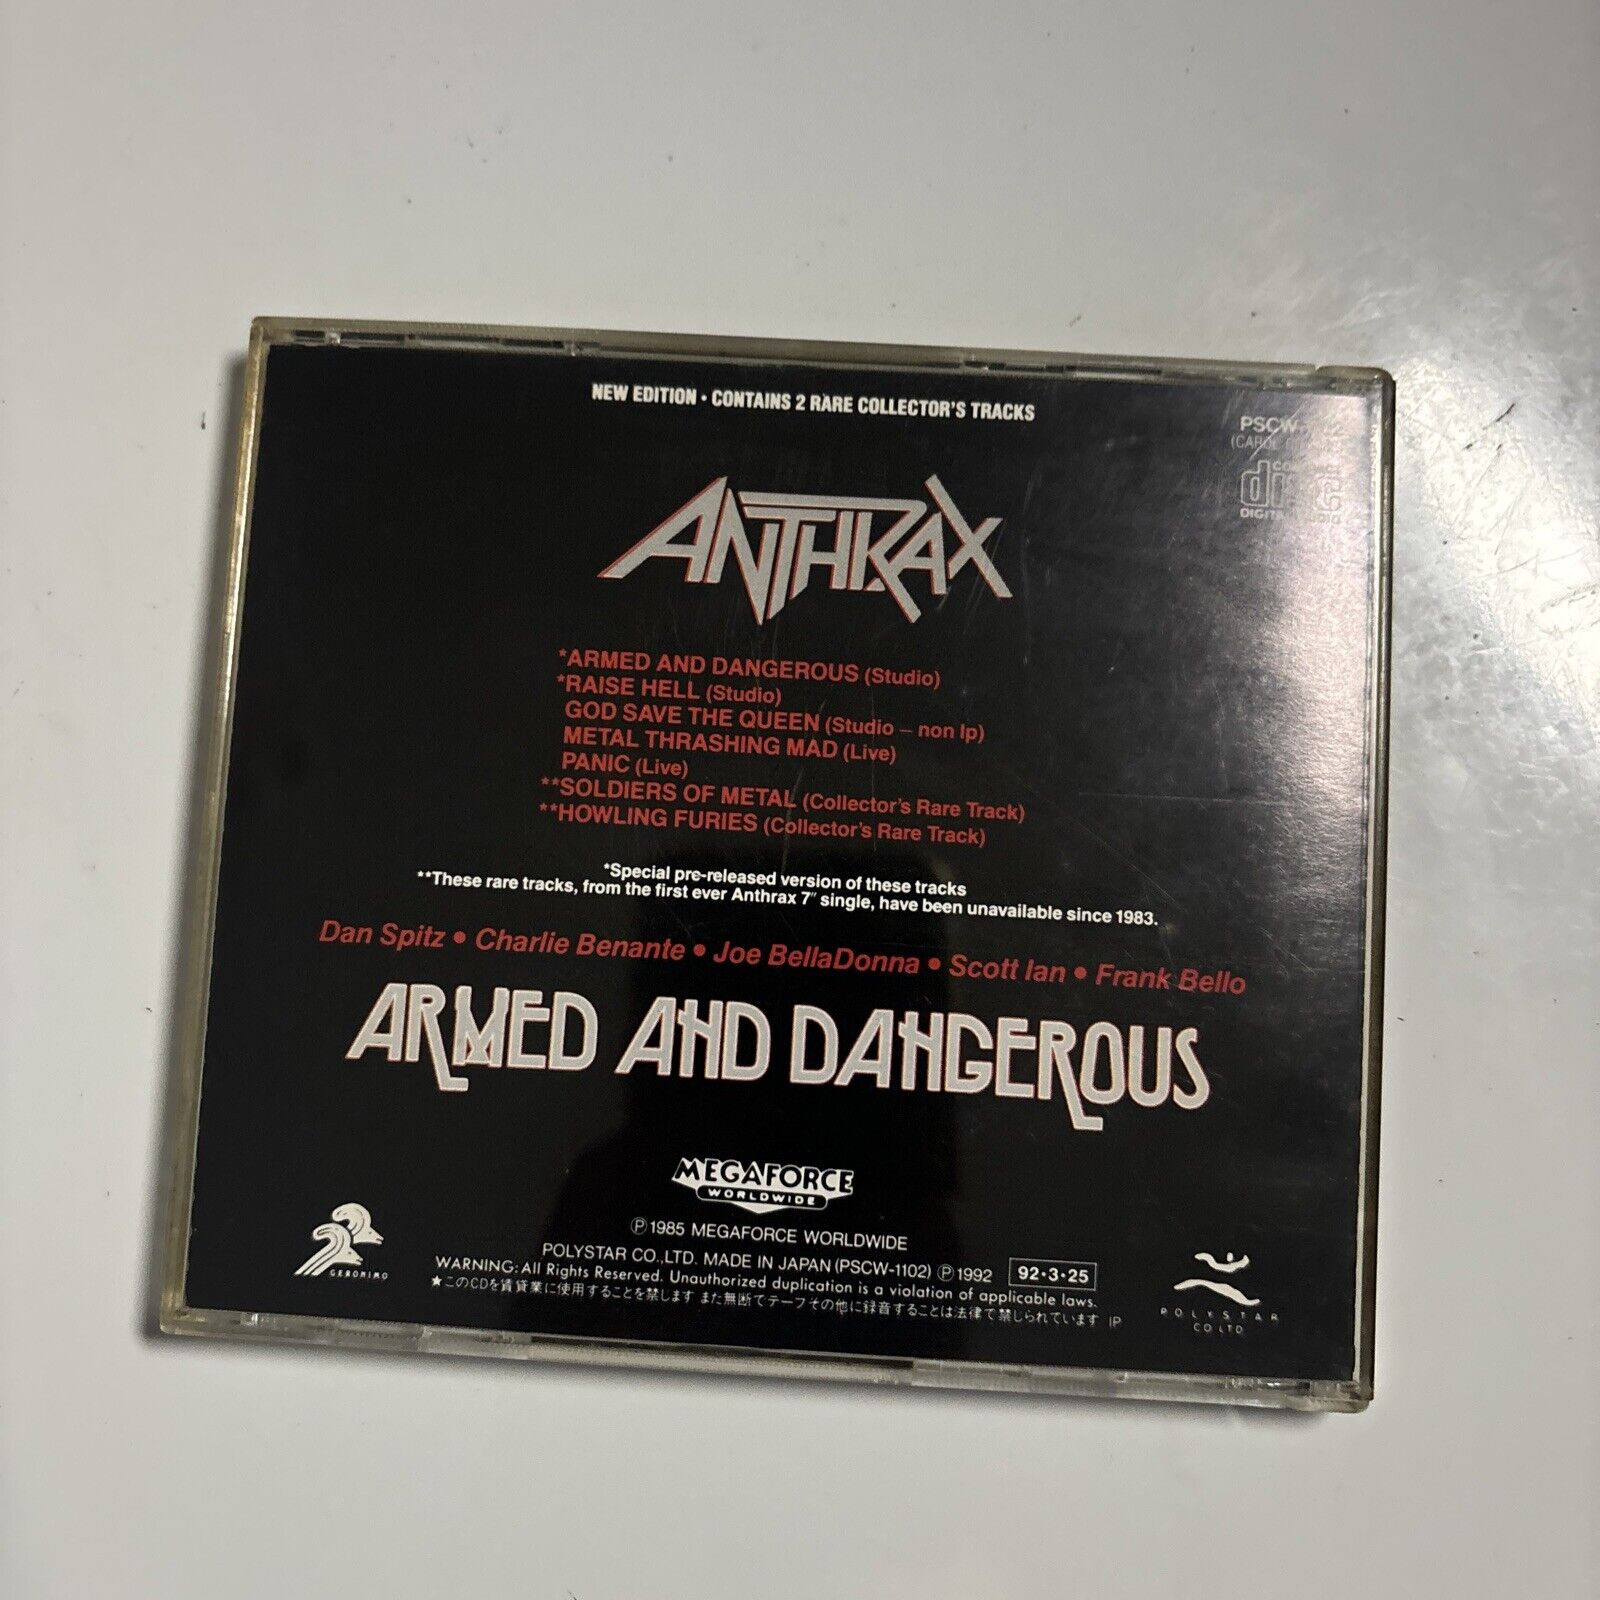 NEW EDITION · CONTAINS 2 RARE COLLECTOR'S TRACKS
PSCW
ANTHRAX
*ARMED AND DANGEROUS (Studio)
*RAISE HELL (Studio)
GOD SAVE THE QUEEN (Studio – non lp)
METAL THRASHING MAD (Live)
PANIC (Live)
**SOLDIERS OF METAL (Collector's Rare Track)
**HOWLING FURIES (Collector's Rare Track)
*Special pre-released version of these tracks
**These rare tracks, from the first ever Anthrax 7" single, have been unavailable since 1983.
Dan Spitz • Charlie Benante • Joe BellaDonna • Scott Ian • Frank Bello
ARMED AND DANGEROUS
MEGAFORCE
WORLDWIDE
Ⓟ1985 MEGAFORCE WORLDWIDE
POLYSTAR CO.,LTD. MADE IN JAPAN (PSCW-1102) Ⓟ1992 92·3·25
WARNING: All Rights Reserved. Unauthorized duplication is a violation of applicable laws.
★このCDを賃貸業に使用することを禁じます また無断でテープその他に録音することは法律で禁じられています IP
GERONIMO
POLYSTAR
CO LTD